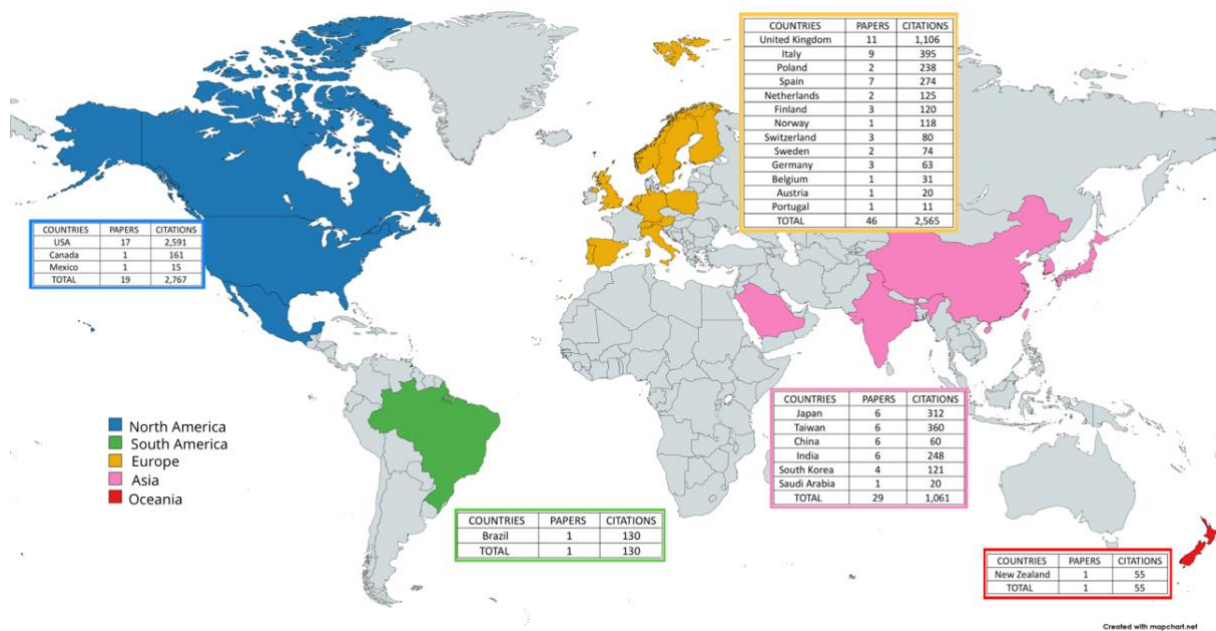 COUNTRIES PAPERS CITATIONS
United Kingdom 11 1,106
Italy 9 395
Poland 2 238
Spain 7 274
Netherlands 2 125
Finland 3 120
Norway 1 118
Switzerland 3 80
Sweden 2 74
Germany 3 63
Belgium 1 31
Austria 1 20
Portugal 1 11
TOTAL 46 2,565
COUNTRIES PAPERS CITATIONS
USA 17 2,591
Canada 1 161
Mexico 1 15
TOTAL 19 2,767
COUNTRIES PAPERS CITATIONS
Japan 6 312
Taiwan 6 360
China 6 60
India 6 248
South Korea 4 121
Saudi Arabia 1 20
TOTAL 29 1,061
North America
South America
Europe
Asia
Oceania
COUNTRIES PAPERS CITATIONS
Brazil 1 130
TOTAL 1 130
COUNTRIES PAPERS CITATIONS
New Zealand 1 55
TOTAL 1 55
Created with mapchart.net